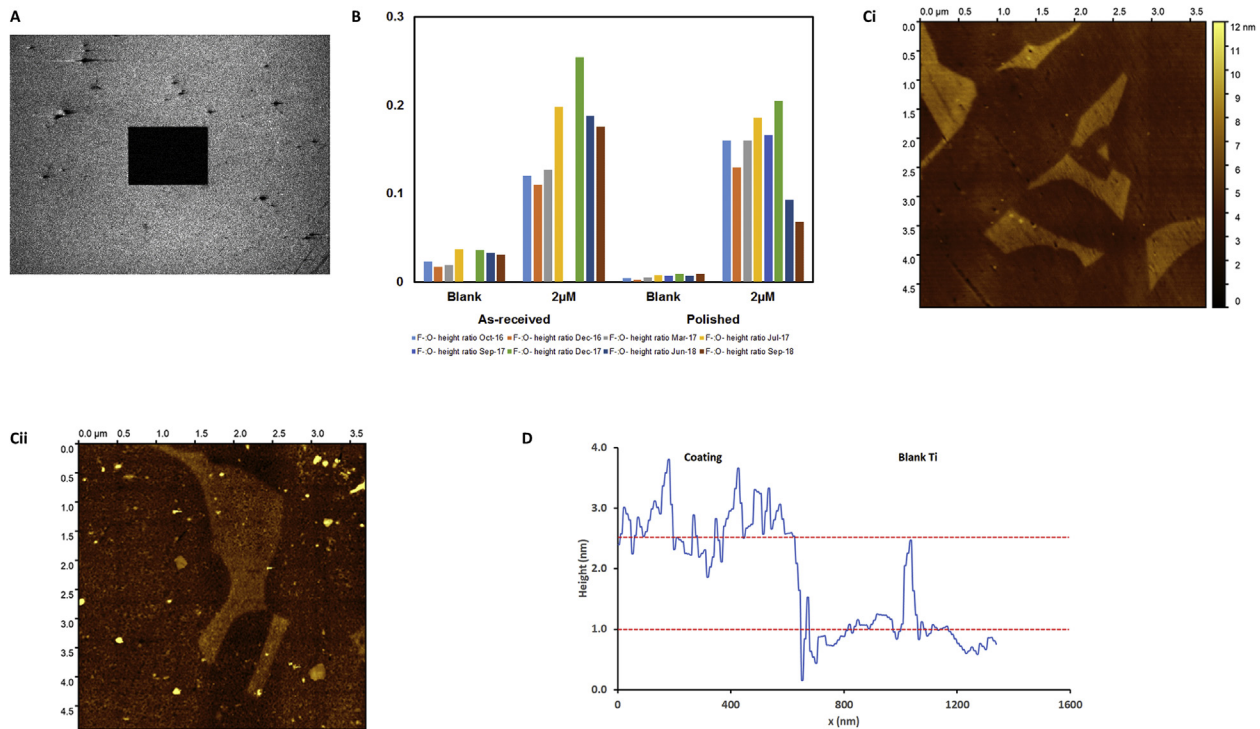 A
B
0.3
0.2
0.1
0
Blank
2µM
Blank
2µM
As-received
Polished
F-:O- height ratio Oct-16
F-:O- height ratio Dec-16
F-:O- height ratio Mar-17
F-:O- height ratio Jul-17
F-:O- height ratio Sep-17
F-:O- height ratio Dec-17
F-:O- height ratio Jun-18
F-:O- height ratio Sep-18
Ci
0.0 µm 0.5 1.0 1.5 2.0 2.5 3.0 3.5
0.0
0.5
1.0
1.5
2.0
2.5
3.0
3.5
4.0
4.5
12 nm
11
10
9
8
7
6
5
4
3
2
1
0
Cii
0.0 µm 0.5 1.0 1.5 2.0 2.5 3.0 3.5
0.0
0.5
1.0
1.5
2.0
2.5
3.0
3.5
4.0
4.5
D
4.0
3.0
2.0
1.0
0.0
Height (nm)
Coating
Blank Ti
0 400 800 1200 1600
x (nm)